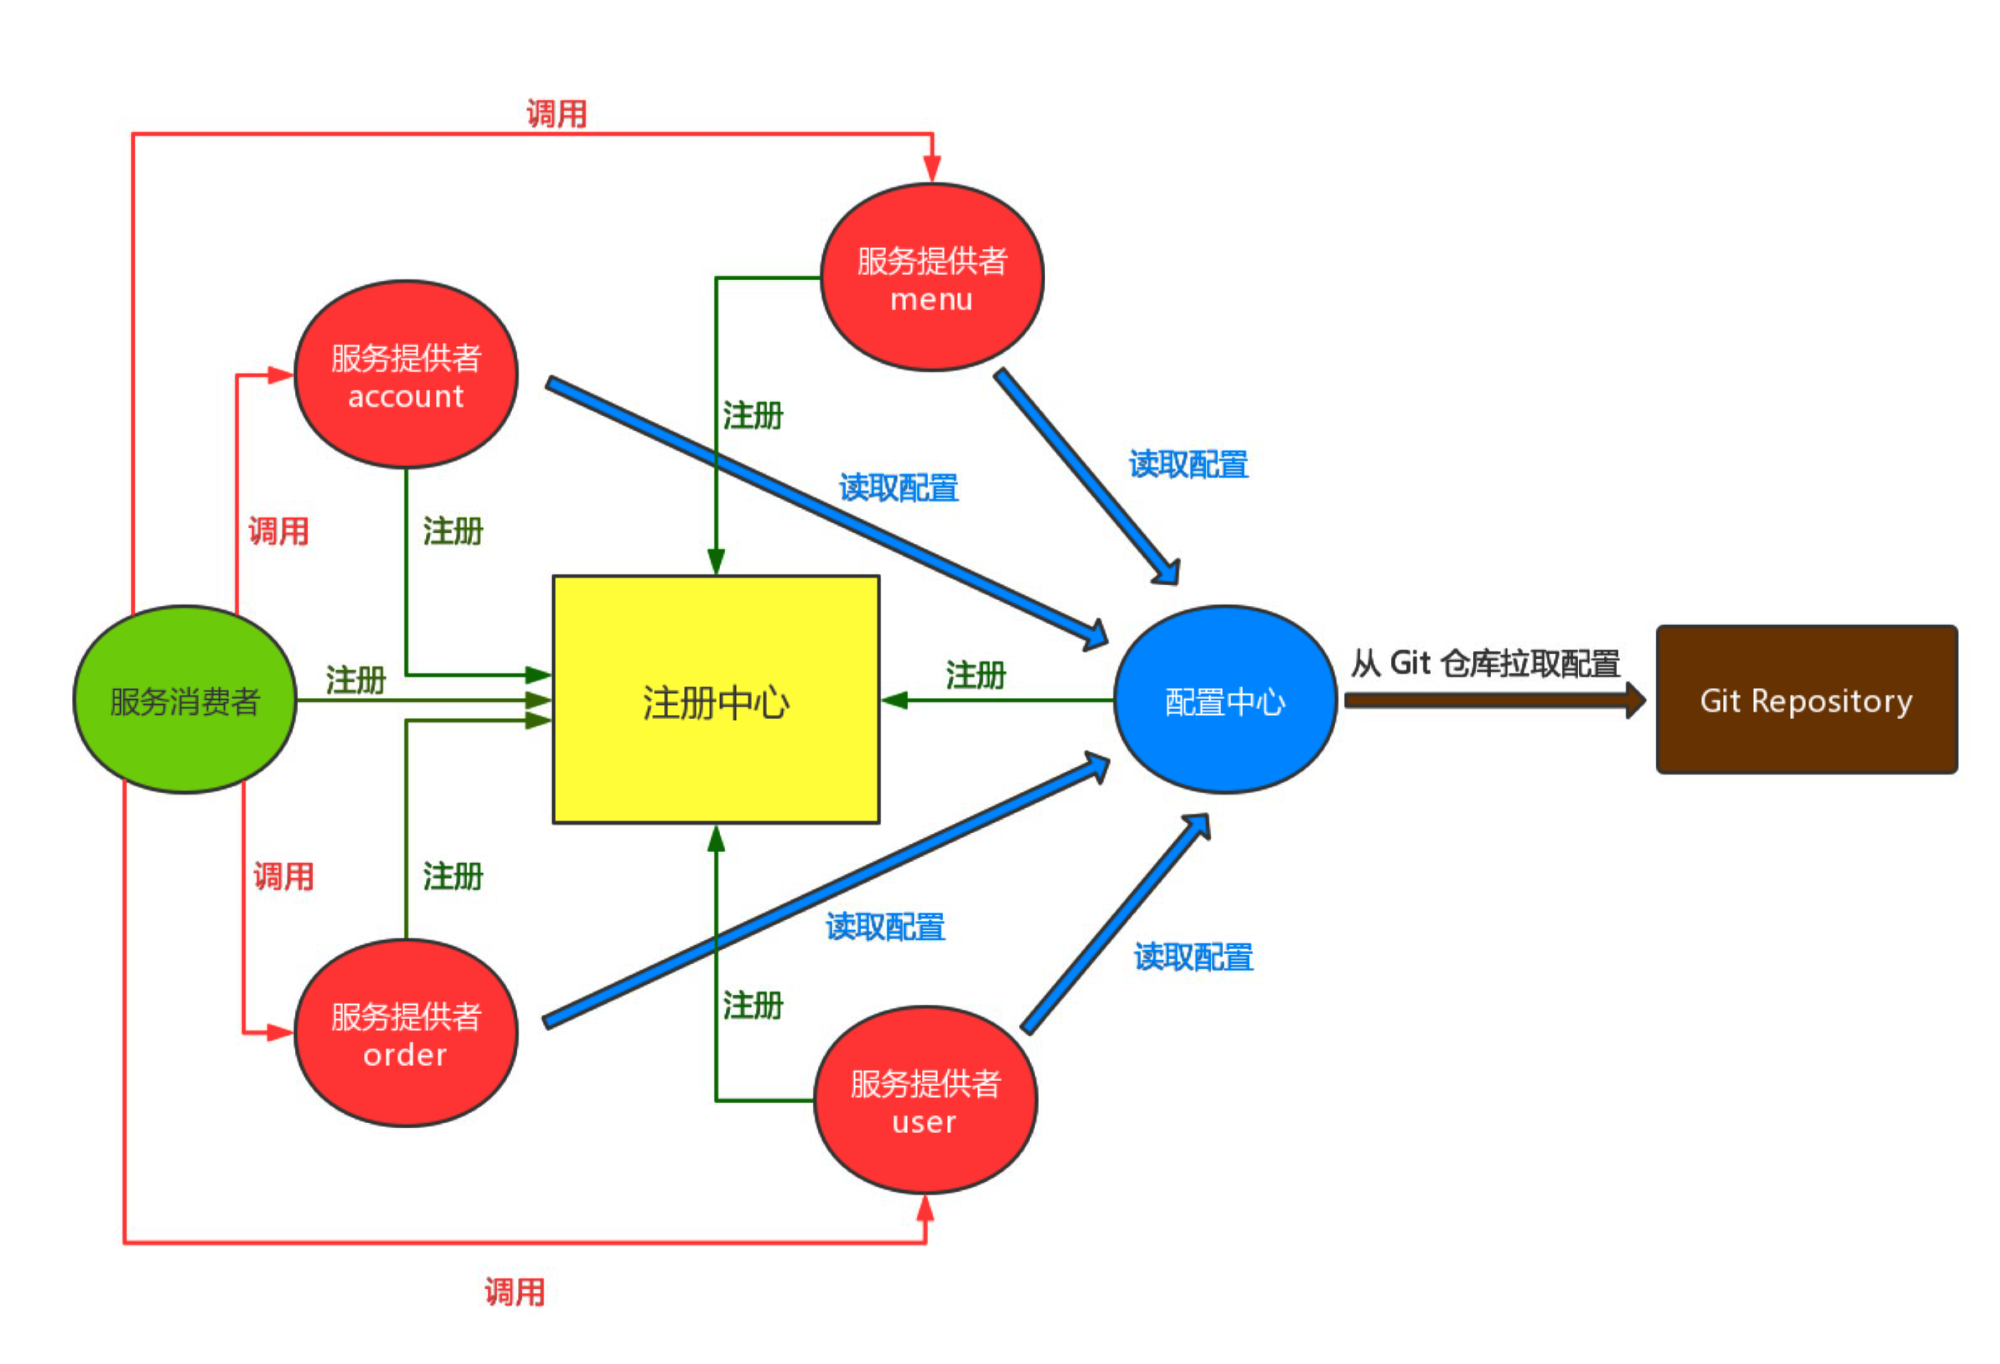 调用
服务提供者
menu
服务提供者
account
注册
读取配置
读取配置
调用
注册
服务消费者
注册
注册中心
注册
配置中心
从 Git 仓库拉取配置
Git Repository
调用
注册
读取配置
读取配置
服务提供者
order
注册
服务提供者
user
调用